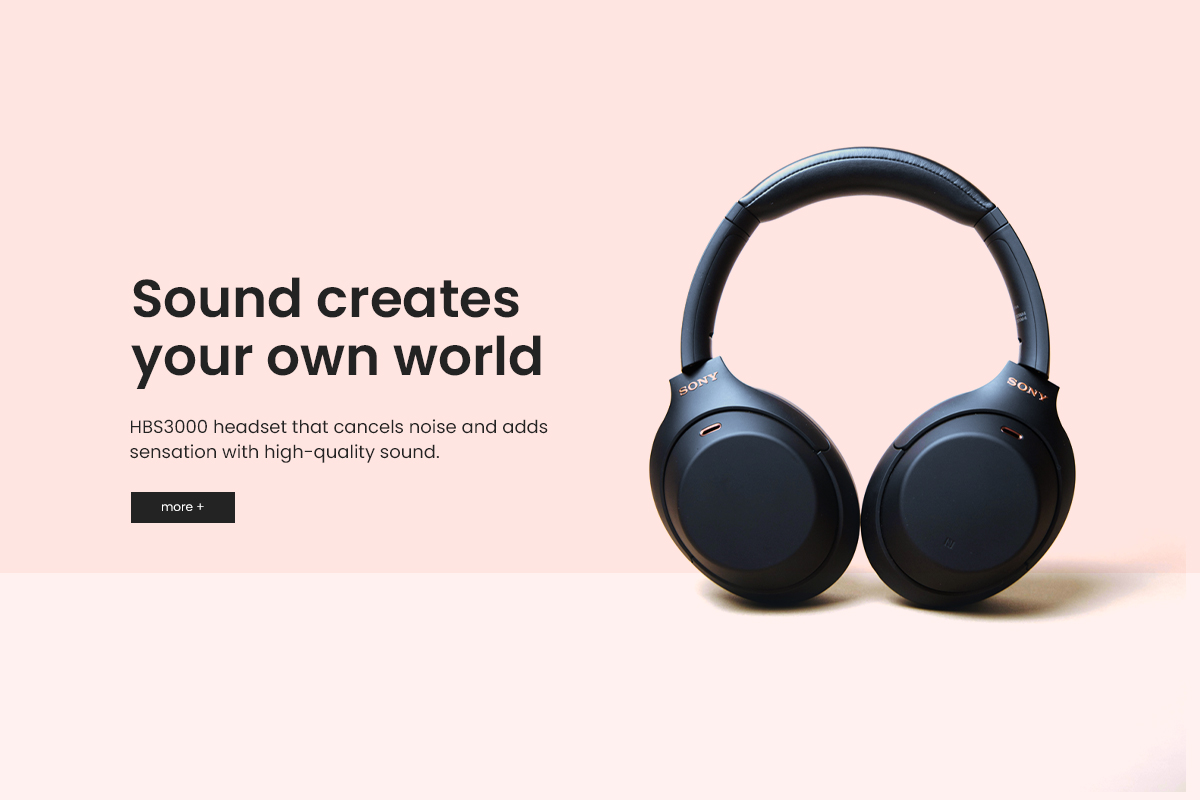 Sound creates
your own world
HBS3000 headset that cancels noise and adds
sensation with high-quality sound.
more +
SONY
SONY